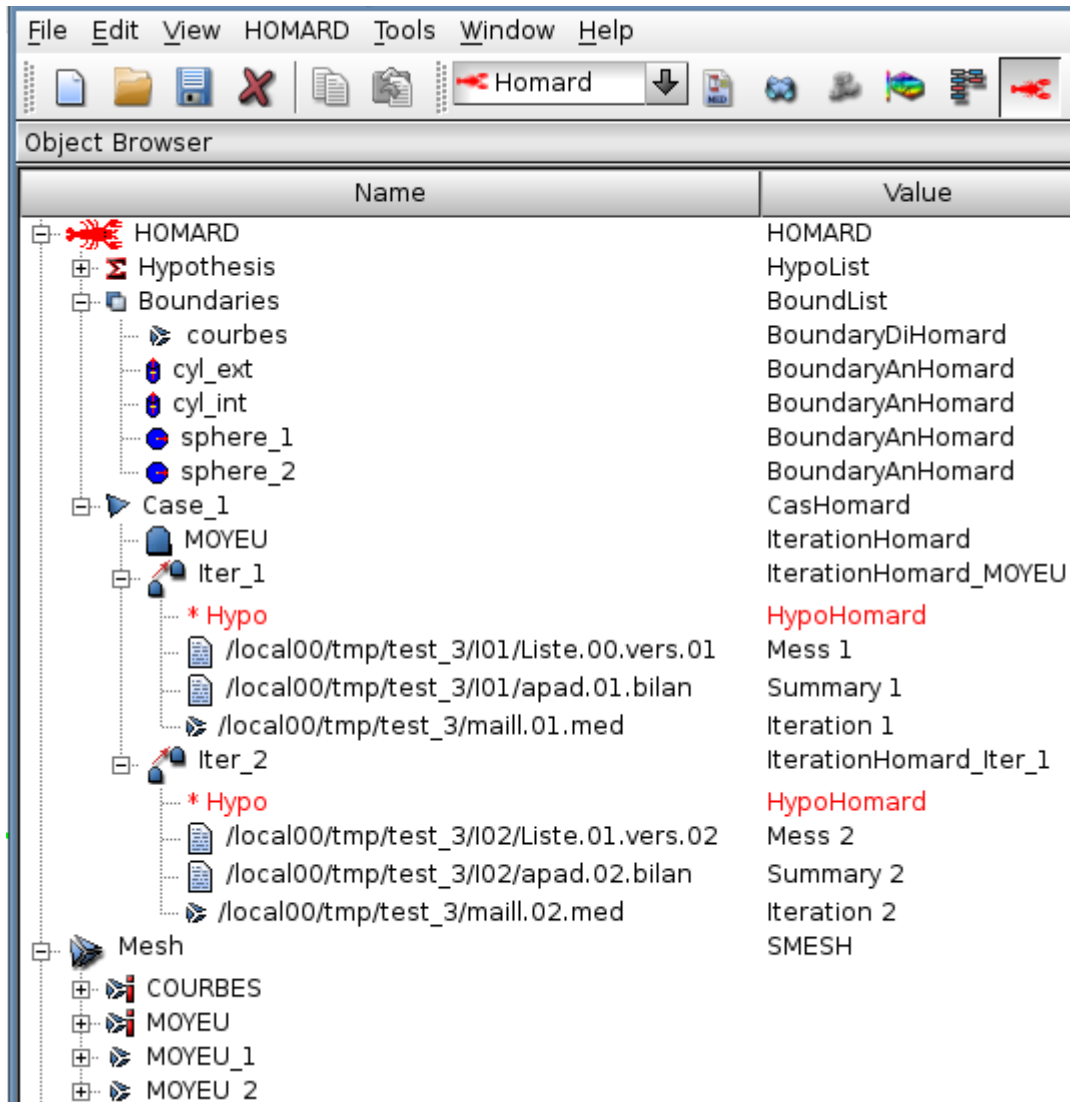 File Edit View HOMARD Tools Window Help
Homard MED
Object Browser
Name Value
HOMARD HOMARD
Hypothesis HypoList
Boundaries BoundList
courbes BoundaryDiHomard
cyl_ext BoundaryAnHomard
cyl_int BoundaryAnHomard
sphere_1 BoundaryAnHomard
sphere_2 BoundaryAnHomard
Case_1 CasHomard
MOYEU IterationHomard
Iter_1 IterationHomard_MOYEU
* Hypo HypoHomard
/local00/tmp/test_3/I01/Liste.00.vers.01 Mess 1
/local00/tmp/test_3/I01/apad.01.bilan Summary 1
/local00/tmp/test_3/maill.01.med Iteration 1
Iter_2 IterationHomard_Iter_1
* Hypo HypoHomard
/local00/tmp/test_3/I02/Liste.01.vers.02 Mess 2
/local00/tmp/test_3/I02/apad.02.bilan Summary 2
/local00/tmp/test_3/maill.02.med Iteration 2
Mesh SMESH
COURBES
MOYEU
MOYEU_1
MOYEU_2